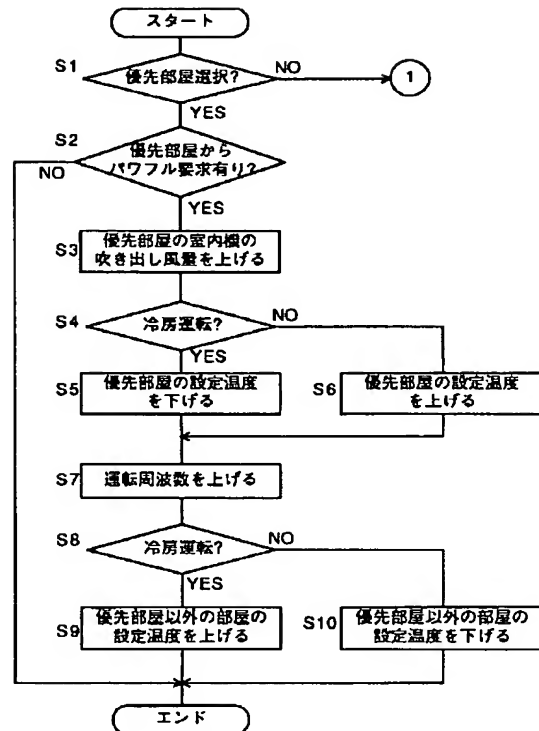 スタート
S1
優先部屋選択?
NO
1
YES
S2
優先部屋から
パワフル要求有り?
NO
YES
S3
優先部屋の室内機の
吹き出し風量を上げる
S4
冷房運転?
NO
YES
S5
優先部屋の設定温度
を下げる
S6
優先部屋の設定温度
を上げる
S7
運転周波数を上げる
S8
冷房運転?
NO
YES
S9
優先部屋以外の部屋の
設定温度を上げる
S10
優先部屋以外の部屋の
設定温度を下げる
エンド